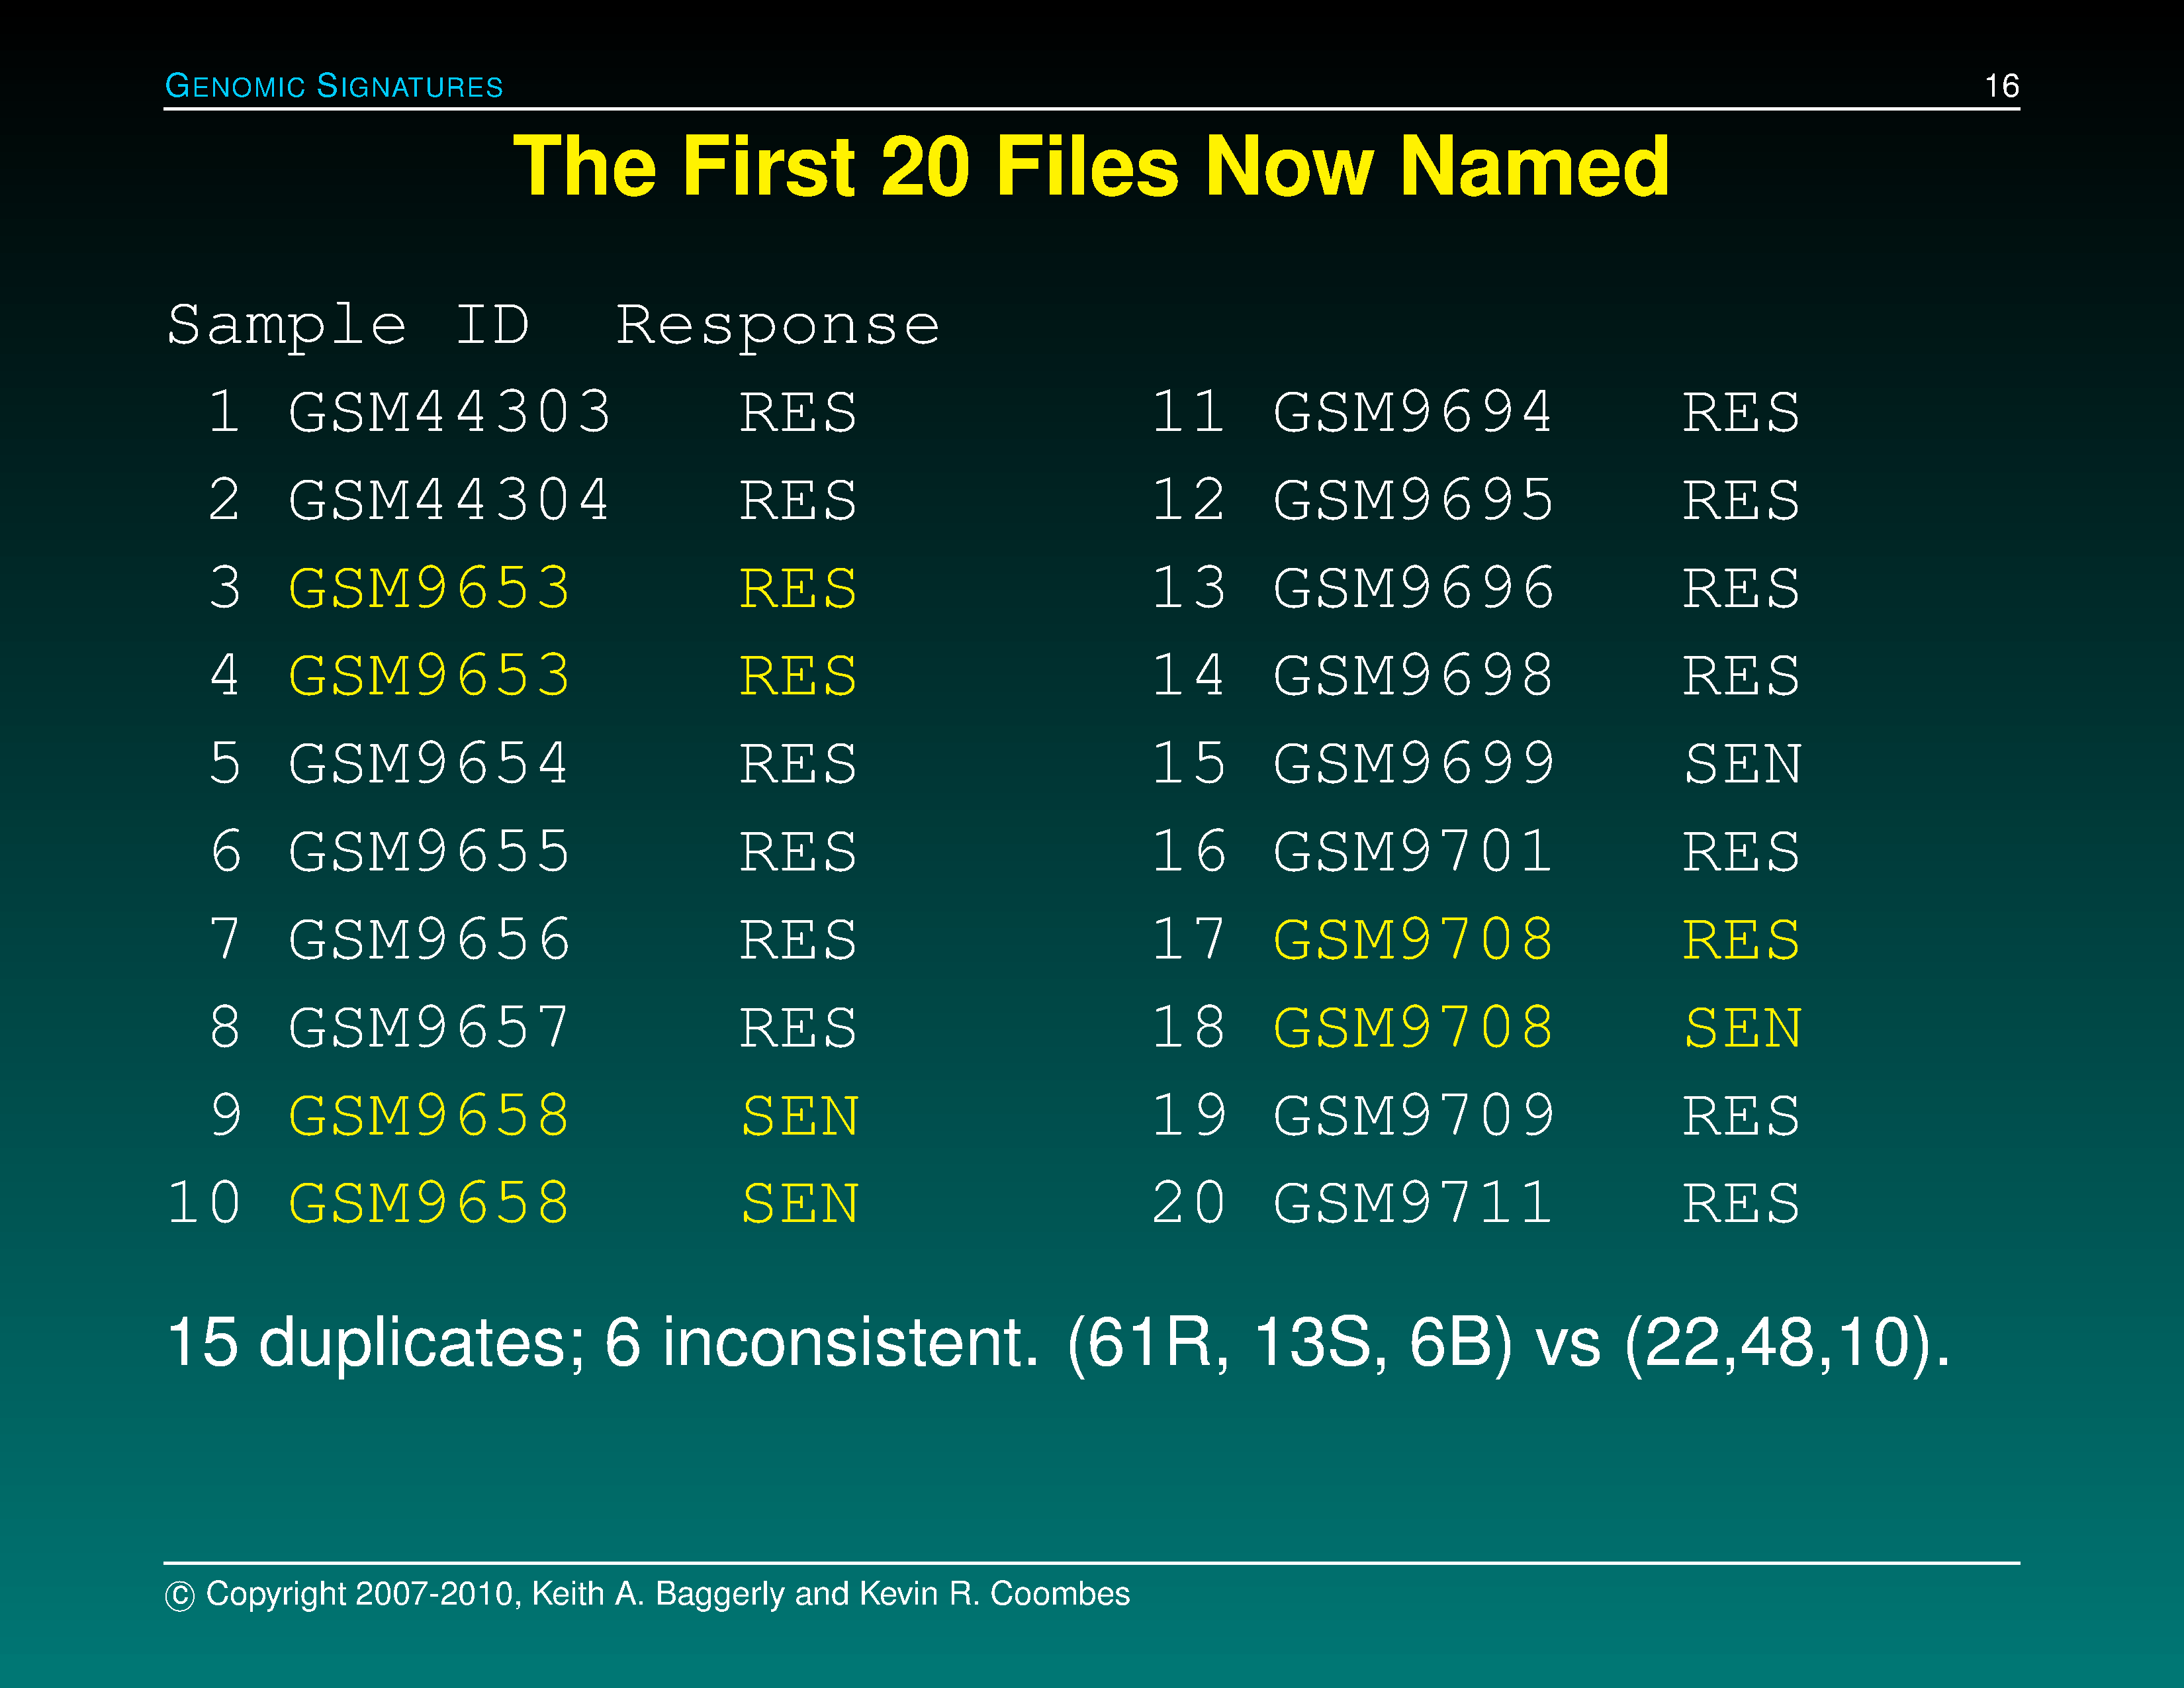 GENOMIC SIGNATURES 16
The First 20 Files Now Named
Sample ID Response
1 GSM44303 RES 11 GSM9694 RES
2 GSM44304 RES 12 GSM9695 RES
3 GSM9653 RES 13 GSM9696 RES
4 GSM9653 RES 14 GSM9698 RES
5 GSM9654 RES 15 GSM9699 SEN
6 GSM9655 RES 16 GSM9701 RES
7 GSM9656 RES 17 GSM9708 RES
8 GSM9657 RES 18 GSM9708 SEN
9 GSM9658 SEN 19 GSM9709 RES
10 GSM9658 SEN 20 GSM9711 RES
15 duplicates; 6 inconsistent. (61R, 13S, 6B) vs (22,48,10).
© Copyright 2007-2010, Keith A. Baggerly and Kevin R. Coombes